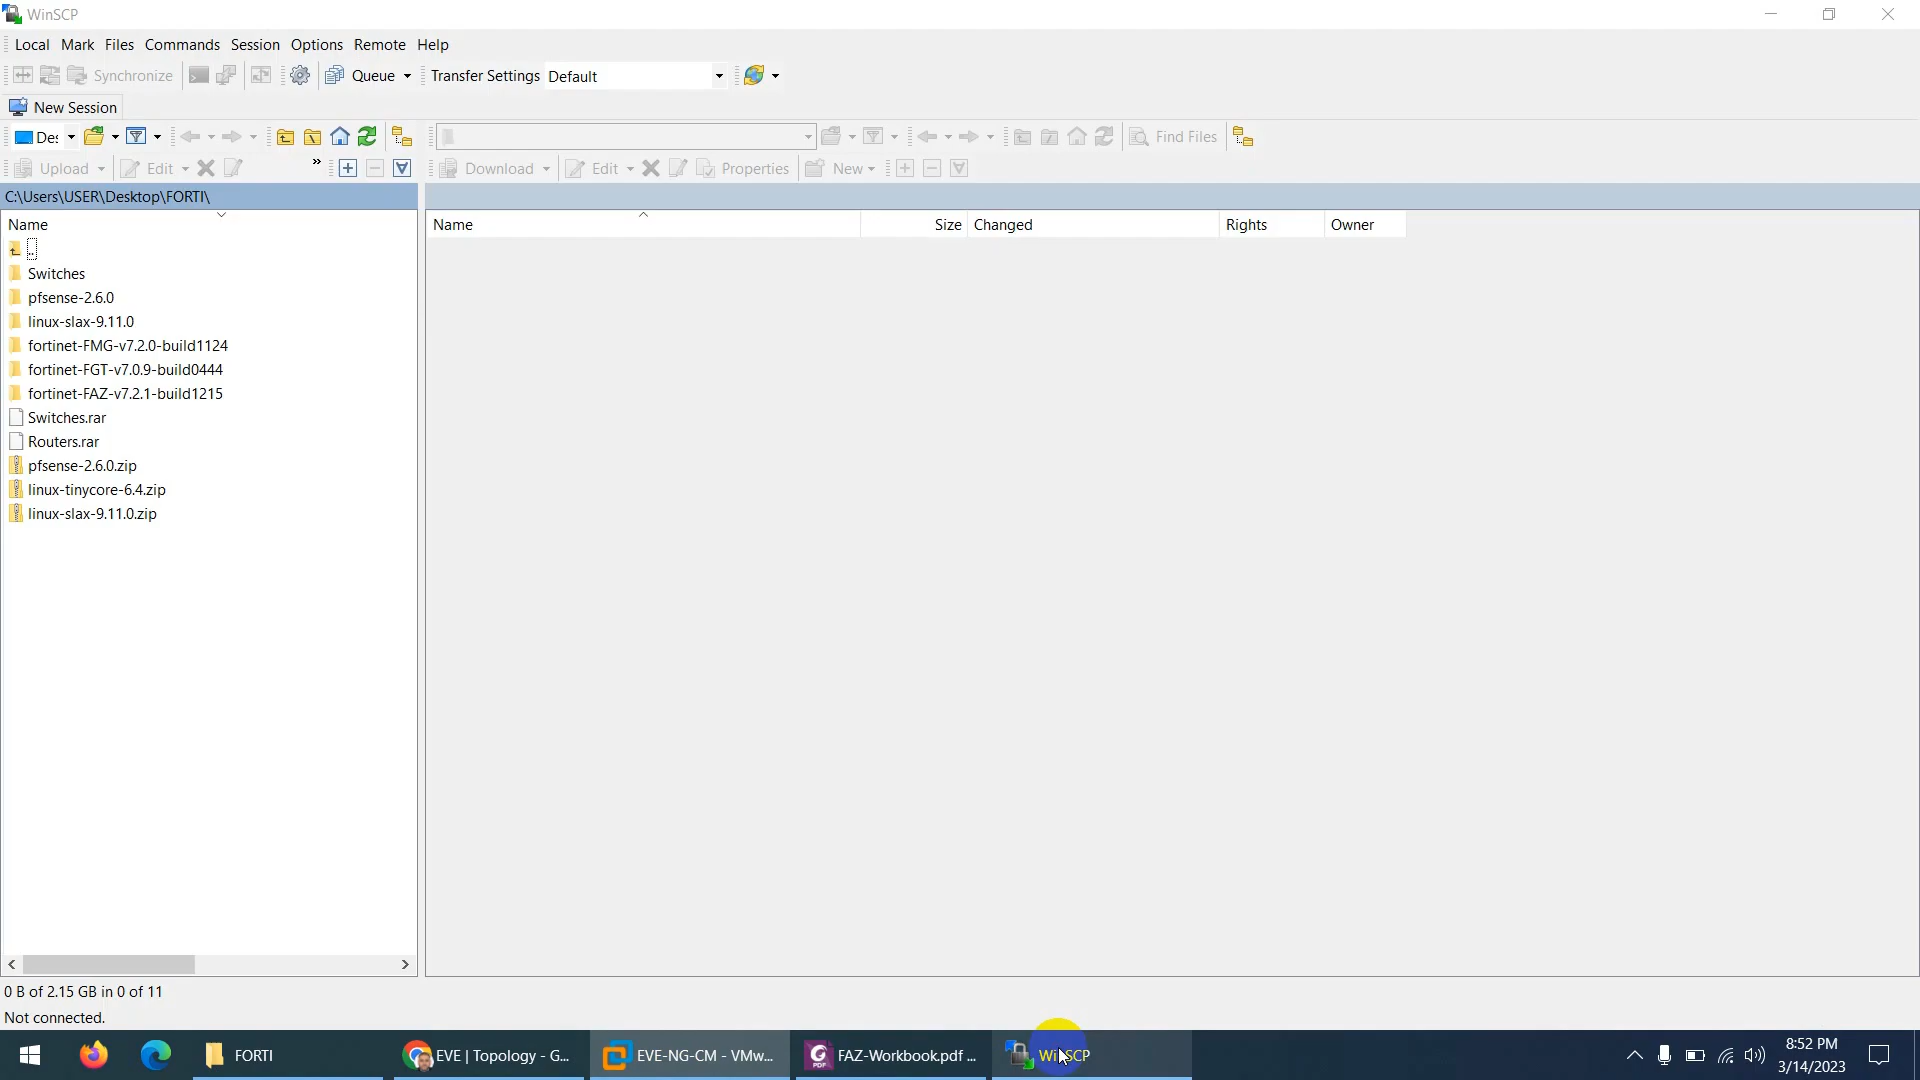 WinSCP
Local Mark Files Commands Session Options Remote Help
Synchronize Queue Transfer Settings Default
New Session
Des
Find Files
Upload Edit » Download Edit Properties New
C:\Users\USER\Desktop\FORTI\
Name
Name Size Changed Rights Owner
..
Switches
pfsense-2.6.0
linux-slax-9.11.0
fortinet-FMG-v7.2.0-build1124
fortinet-FGT-v7.0.9-build0444
fortinet-FAZ-v7.2.1-build1215
Switches.rar
Routers.rar
pfsense-2.6.0.zip
linux-tinycore-6.4.zip
linux-slax-9.11.0.zip
0 B of 2.15 GB in 0 of 11
Not connected.
FORTI EVE | Topology - G... EVE-NG-CM - VMw... FAZ-Workbook.pdf ... WinSCP
8:52 PM
3/14/2023